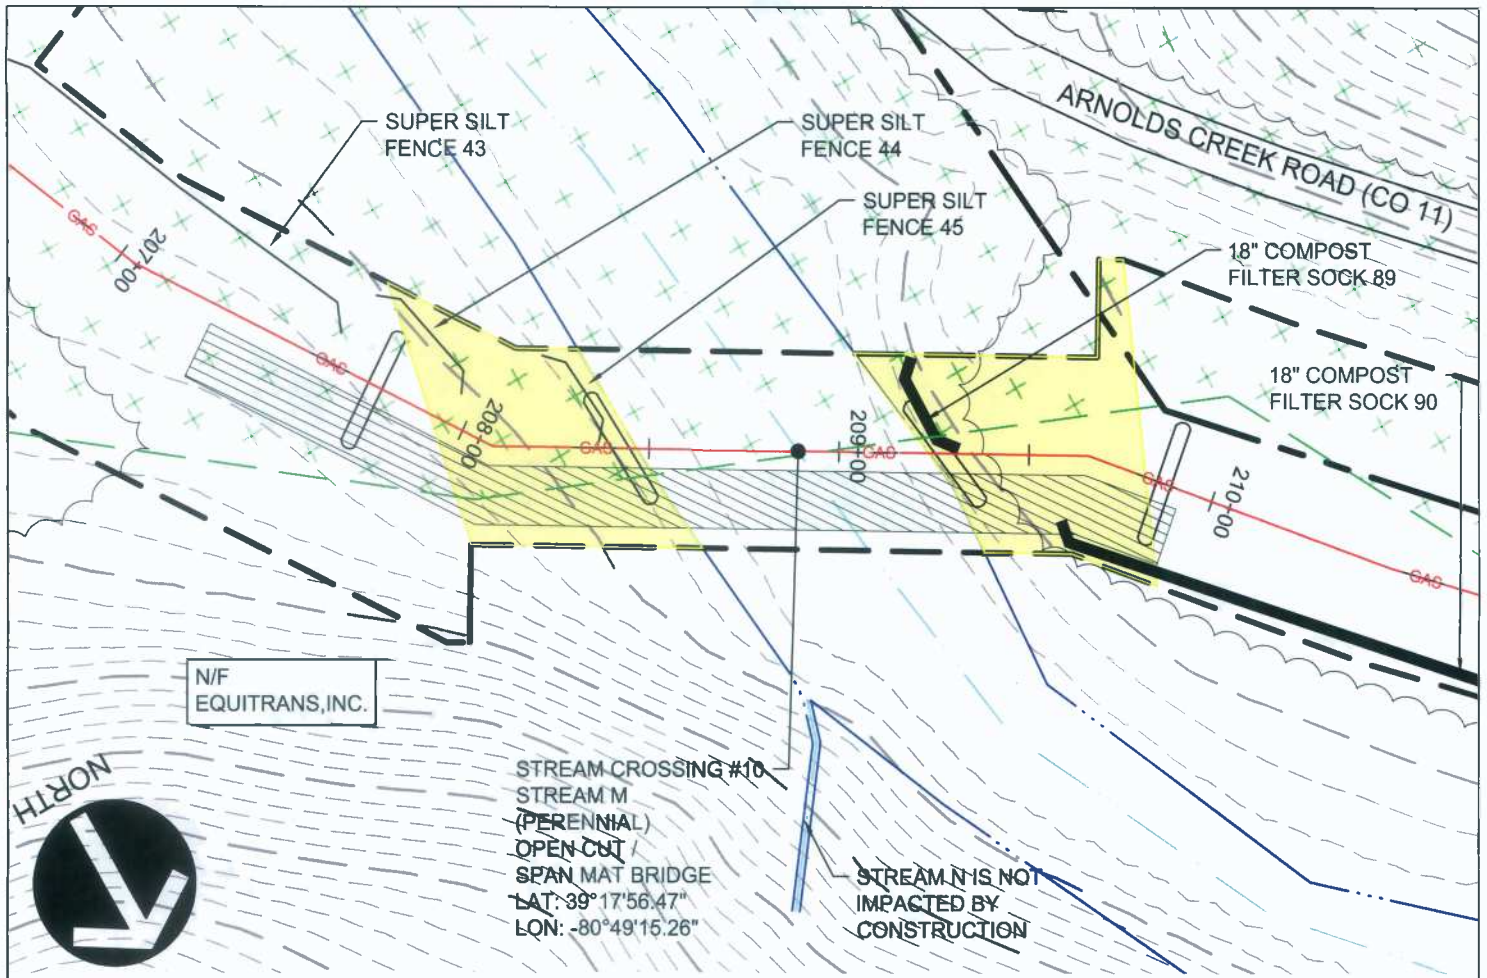 SUPER SILT
FENCE 43
SUPER SILT
FENCE 44
SUPER SILT
FENCE 45
ARNOLDS CREEK ROAD (CO 11)
18" COMPOST
FILTER SOCK 89
18" COMPOST
FILTER SOCK 90
GAS
207+00
GAS
208+00
GAS
209+00
GAS
GAS
210+00
GAS
N/F
EQUITRANS,INC.
NORTH
STREAM CROSSING #10
STREAM M
(PERENNIAL)
OPEN CUT /
SPAN MAT BRIDGE
LAT: 39°17'56.47"
LON: -80°49'15.26"
STREAM N IS NOT
IMPACTED BY
CONSTRUCTION